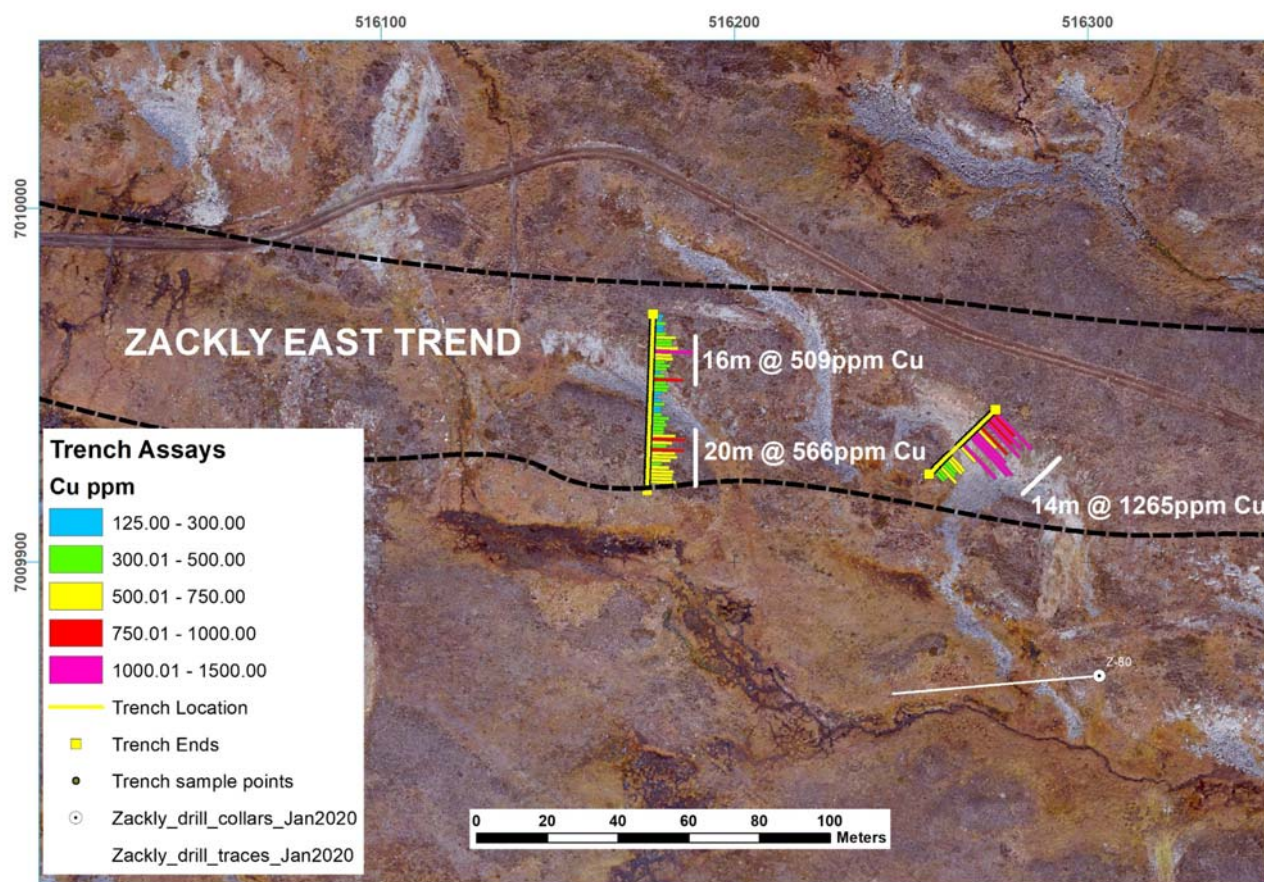 516100
516200
516300
7010000
7009900
ZACKLY EAST TREND
16m @ 509ppm Cu
20m @ 566ppm Cu
14m @ 1265ppm Cu
Z-80
Trench Assays
Cu ppm
125.00 - 300.00
300.01 - 500.00
500.01 - 750.00
750.01 - 1000.00
1000.01 - 1500.00
Trench Location
Trench Ends
Trench sample points
Zackly_drill_collars_Jan2020
Zackly_drill_traces_Jan2020
0 20 40 60 80 100
Meters